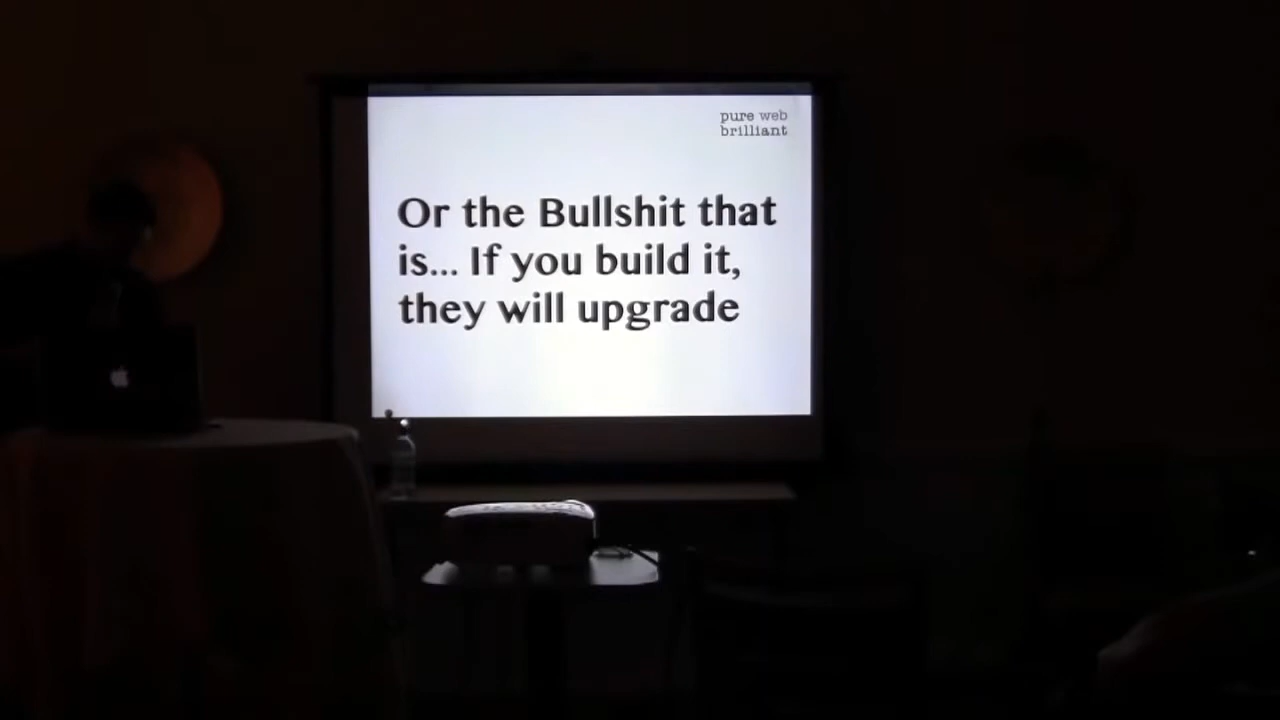 pure web
brilliant
Or the Bullshit that
is... If you build it,
they will upgrade